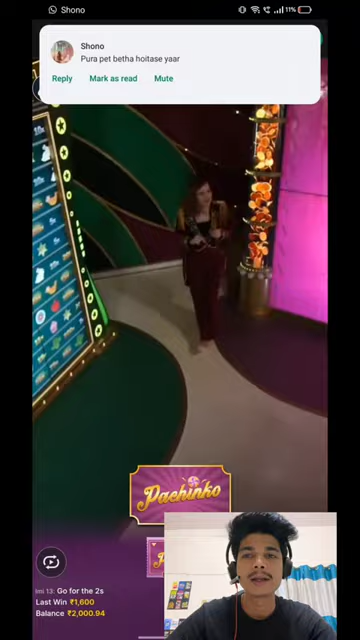 Shono
11%
Shono
Pura pet betha hoitase yaar
Reply
Mark as read
Mute
Pachinko
Go for the 2s
Last Win ₹1,600
Balance ₹2,000.94